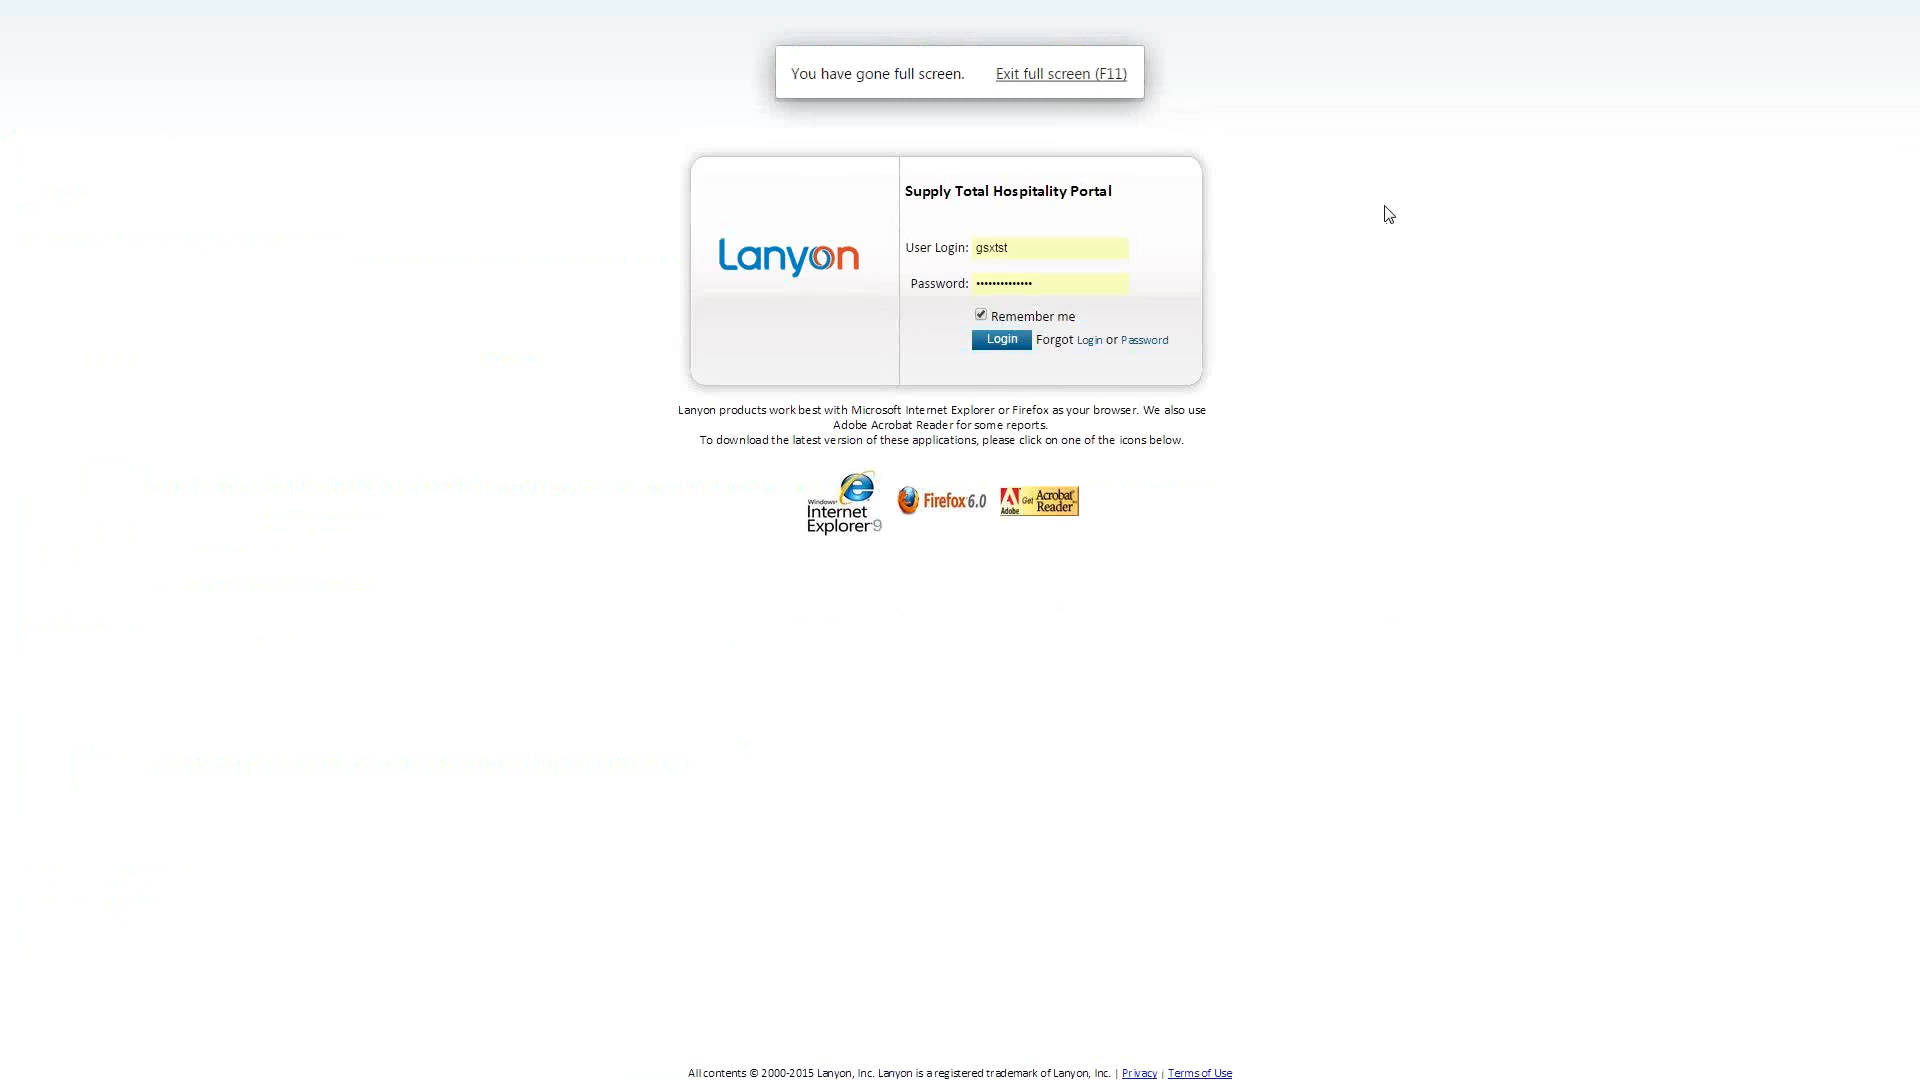 You have gone full screen. Exit full screen (F11)
Supply Total Hospitality Portal
Lanyon
User Login: gsxtst
Password: ••••••••••••••
Remember me
Login Forgot Login or Password
Lanyon products work best with Microsoft Internet Explorer or Firefox as your browser. We also use
Adobe Acrobat Reader for some reports.
To download the latest version of these applications, please click on one of the icons below.
Windows Internet Explorer 9
Firefox 6.0
Adobe Get Acrobat Reader
All contents © 2000-2015 Lanyon, Inc. Lanyon is a registered trademark of Lanyon, Inc. | Privacy | Terms of Use